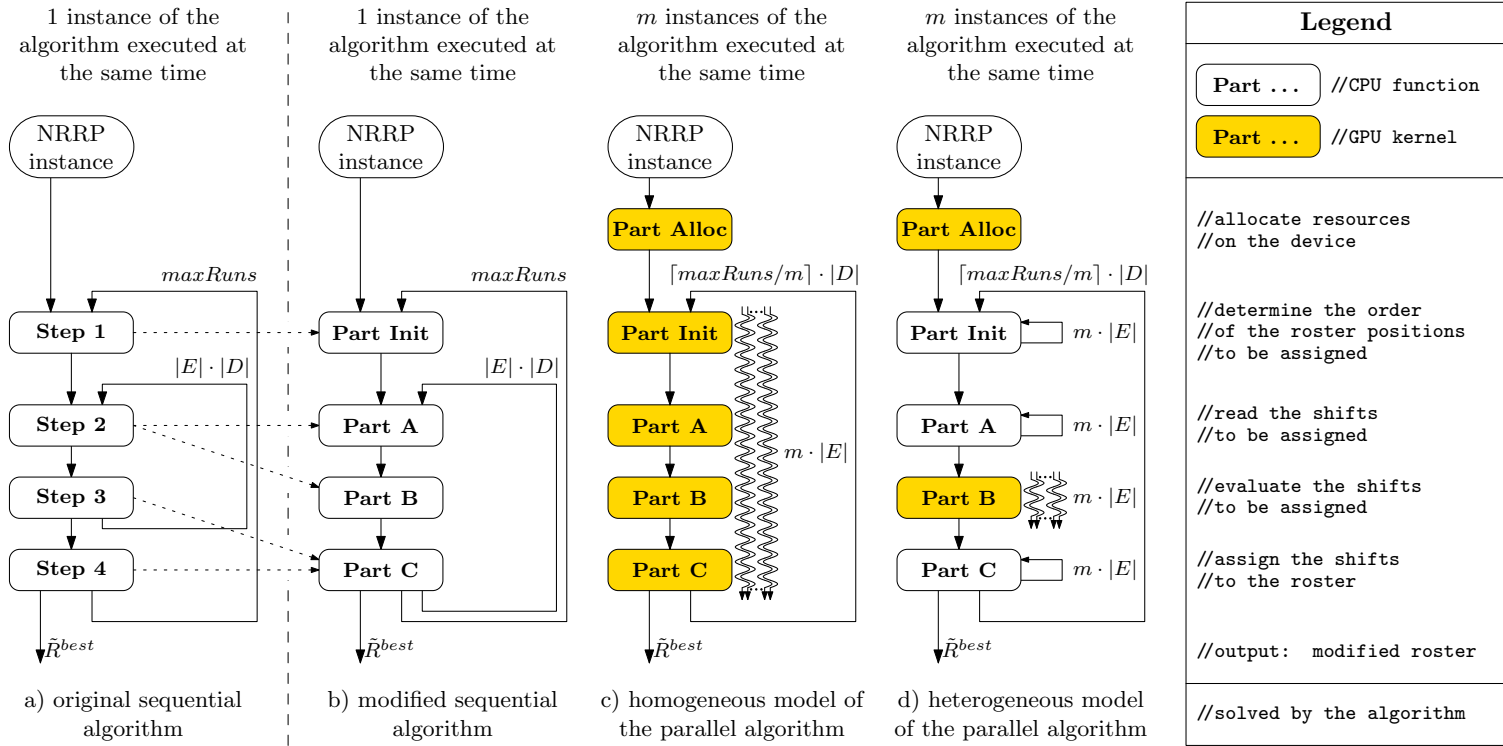 1 instance of the
algorithm executed at
the same time
NRRP
instance
maxRuns
Step 1
|E| · |D|
Step 2
Step 3
Step 4
R̃^best
a) original sequential
algorithm
1 instance of the
algorithm executed at
the same time
NRRP
instance
maxRuns
Part Init
|E| · |D|
Part A
Part B
Part C
R̃^best
b) modified sequential
algorithm
m instances of the
algorithm executed at
the same time
NRRP
instance
Part Alloc
⌈maxRuns/m⌉ · |D|
Part Init
Part A
m · |E|
Part B
Part C
R̃^best
c) homogeneous model of
the parallel algorithm
m instances of the
algorithm executed at
the same time
NRRP
instance
Part Alloc
⌈maxRuns/m⌉ · |D|
Part Init
m · |E|
Part A
m · |E|
Part B
m · |E|
Part C
m · |E|
R̃^best
d) heterogeneous model
of the parallel algorithm
Legend
Part ... //CPU function
Part ... //GPU kernel
//allocate resources
//on the device
//determine the order
//of the roster positions
//to be assigned
//read the shifts
//to be assigned
//evaluate the shifts
//to be assigned
//assign the shifts
//to the roster
//output: modified roster
//solved by the algorithm